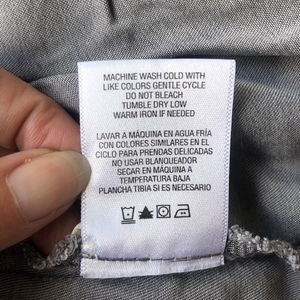 MACHINE WASH COLD WITH
LIKE COLORS GENTLE CYCLE
DO NOT BLEACH
TUMBLE DRY LOW
WARM IRON IF NEEDED
LAVAR A MÁQUINA EN AGUA FRÍA
CON COLORES SIMILARES EN EL
CICLO PARA PRENDAS DELICADAS
NO USAR BLANQUEADOR
SECAR EN MÁQUINA A
TEMPERATURA BAJA
PLANCHA TIBIA SI ES NECESARIO